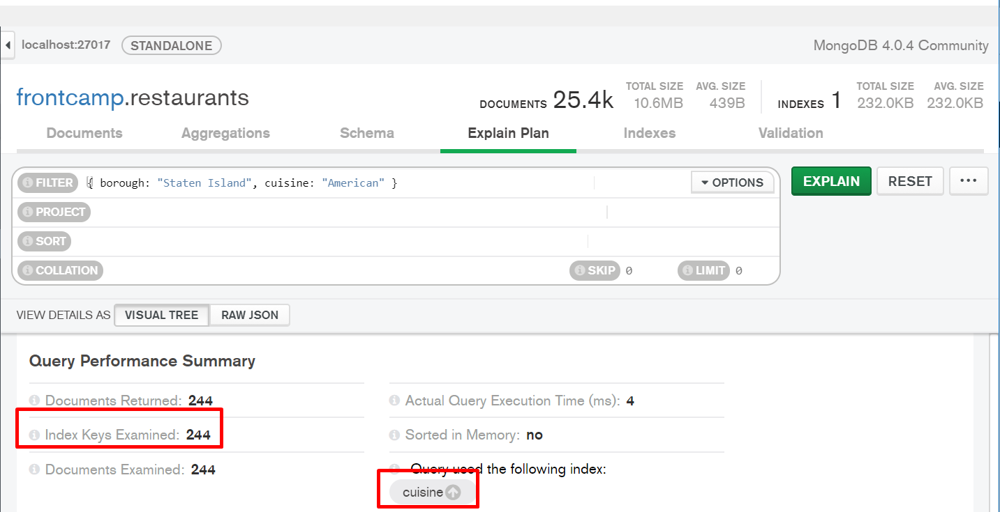 localhost:27017 STANDALONE MongoDB 4.0.4 Community
frontcamp.restaurants
DOCUMENTS 25.4k TOTAL SIZE 10.6MB AVG. SIZE 439B INDEXES 1 TOTAL SIZE 232.0KB AVG. SIZE 232.0KB
Documents Aggregations Schema Explain Plan Indexes Validation
FILTER { borough: "Staten Island", cuisine: "American" } OPTIONS EXPLAIN RESET ...
PROJECT
SORT
COLLATION SKIP 0 LIMIT 0
VIEW DETAILS AS VISUAL TREE RAW JSON
Query Performance Summary
Documents Returned: 244 Actual Query Execution Time (ms): 4
Index Keys Examined: 244 Sorted in Memory: no
Documents Examined: 244 Query used the following index:
cuisine